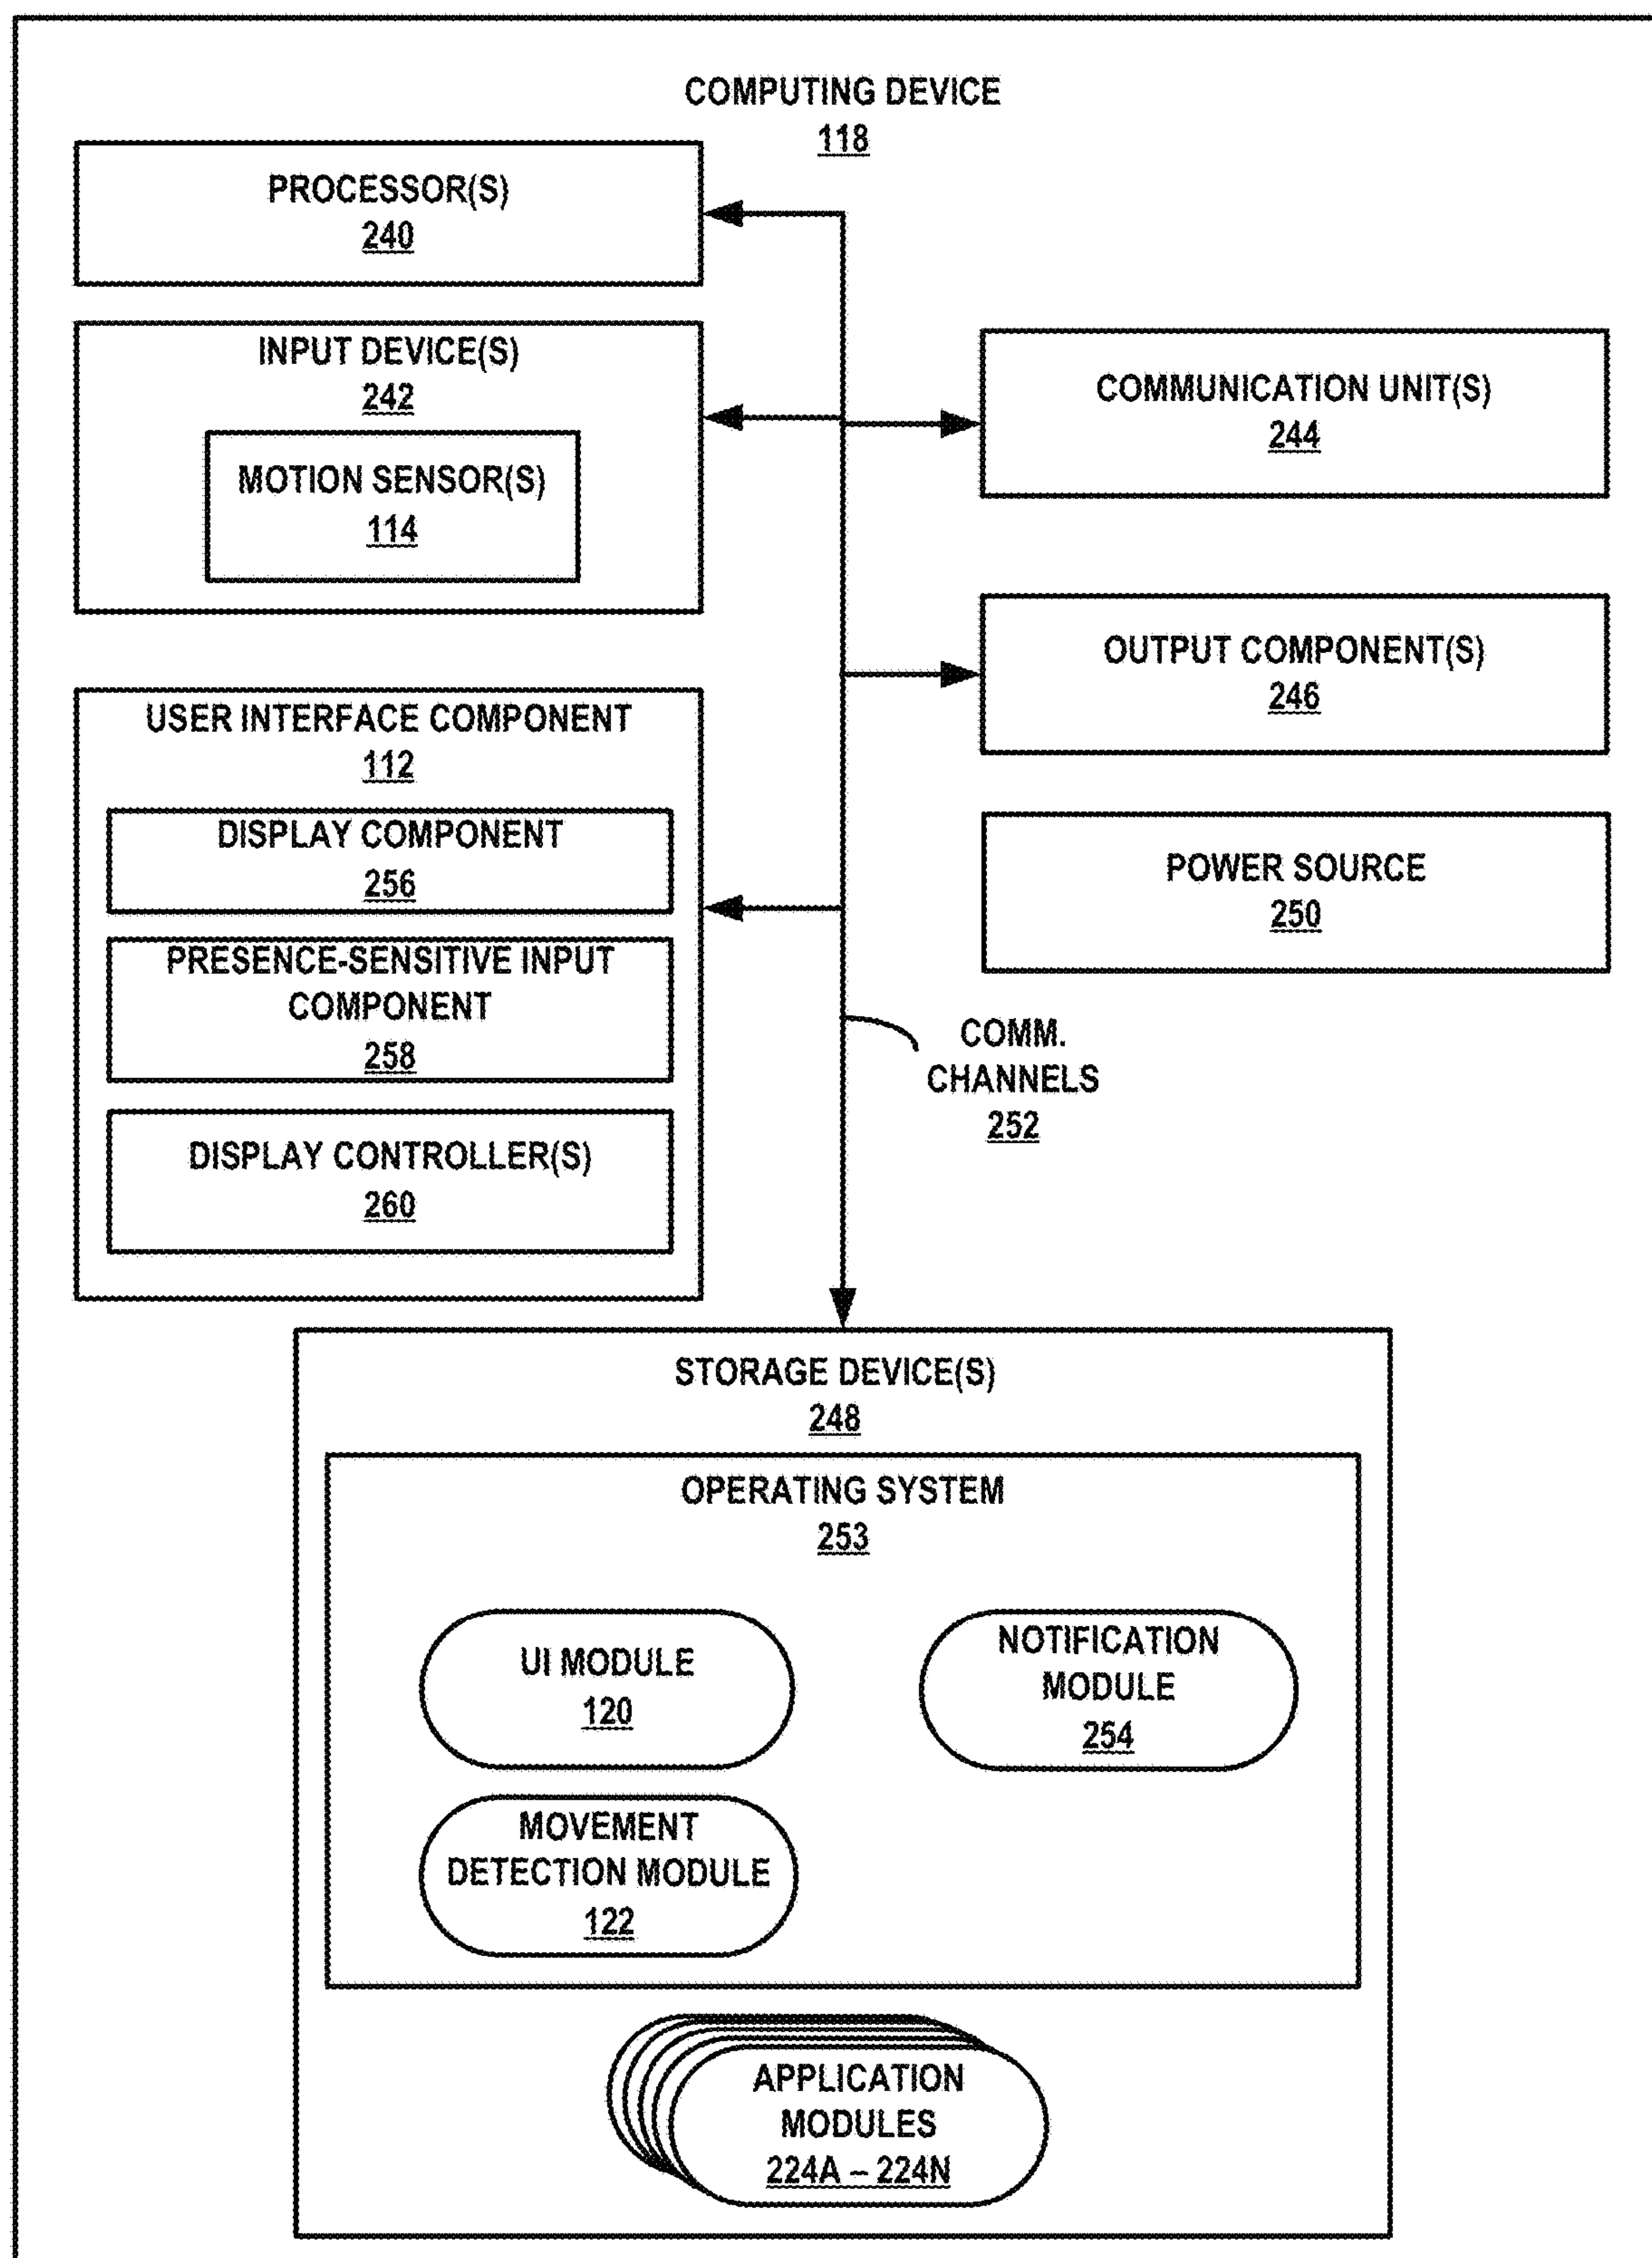 COMPUTING DEVICE
118
PROCESSOR(S)
240
INPUT DEVICE(S)
242
MOTION SENSOR(S)
114
COMMUNICATION UNIT(S)
244
OUTPUT COMPONENT(S)
246
USER INTERFACE COMPONENT
112
DISPLAY COMPONENT
256
PRESENCE-SENSITIVE INPUT
COMPONENT
258
DISPLAY CONTROLLER(S)
260
POWER SOURCE
250
COMM.
CHANNELS
252
STORAGE DEVICE(S)
248
OPERATING SYSTEM
253
UI MODULE
120
NOTIFICATION
MODULE
254
MOVEMENT
DETECTION MODULE
122
APPLICATION
MODULES
224A – 224N